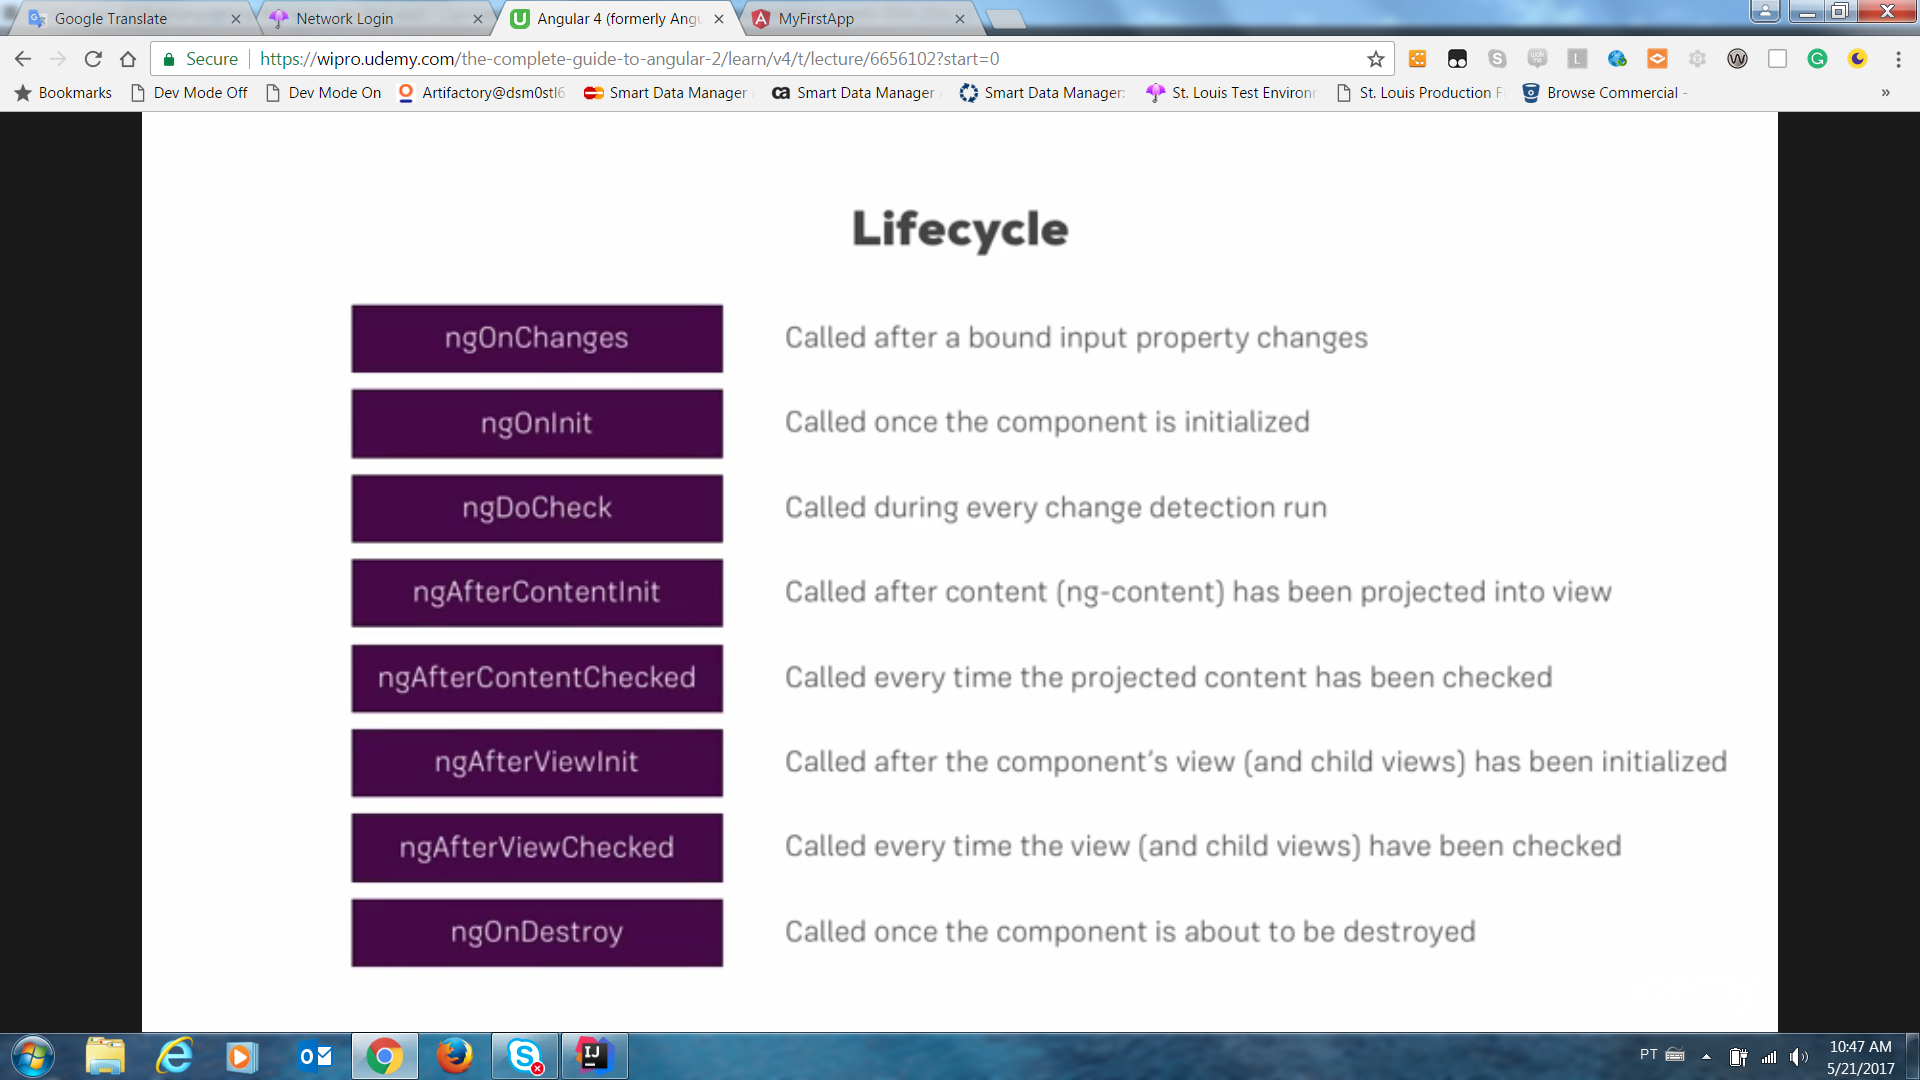 Google Translate
Network Login
Angular 4 (formerly Angu
MyFirstApp
Secure
https://wipro.udemy.com/the-complete-guide-to-angular-2/learn/v4/t/lecture/6656102?start=0
Bookmarks
Dev Mode Off
Dev Mode On
Artifactory@dsm0stl6
Smart Data Manager
Smart Data Manager
Smart Data Manager:
St. Louis Test Environm
St. Louis Production F
Browse Commercial -
»
Lifecycle
ngOnChanges
Called after a bound input property changes
ngOnInit
Called once the component is initialized
ngDoCheck
Called during every change detection run
ngAfterContentInit
Called after content (ng-content) has been projected into view
ngAfterContentChecked
Called every time the projected content has been checked
ngAfterViewInit
Called after the component’s view (and child views) has been initialized
ngAfterViewChecked
Called every time the view (and child views) have been checked
ngOnDestroy
Called once the component is about to be destroyed
PT
10:47 AM
5/21/2017